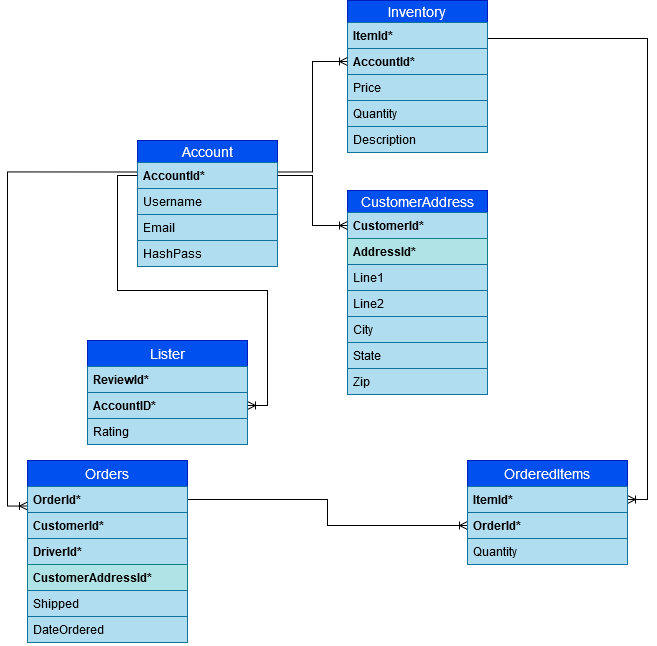 Inventory
ItemId*
AccountId*
Price
Quantity
Description
Account
AccountId*
Username
Email
HashPass
CustomerAddress
CustomerId*
AddressId*
Line1
Line2
City
State
Zip
Lister
ReviewId*
AccountID*
Rating
Orders
OrderId*
CustomerId*
DriverId*
CustomerAddressId*
Shipped
DateOrdered
OrderedItems
ItemId*
OrderId*
Quantity